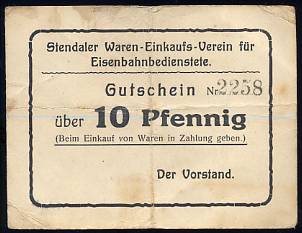 Stendaler Waren-Einkaufs-Verein für
Eisenbahnbedienstete.
Gutschein Nr. 2258
über 10 Pfennig
(Beim Einkauf von Waren in Zahlung geben.)
Der Vorstand.